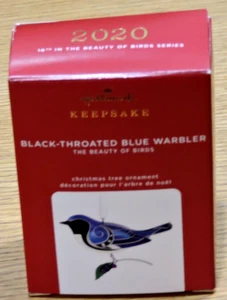 2020
16TH IN THE BEAUTY OF BIRDS SERIES
Hallmark
KEEPSAKE
BLACK-THROATED BLUE WARBLER
THE BEAUTY OF BIRDS
christmas tree ornament
décoration pour l'arbre de noël